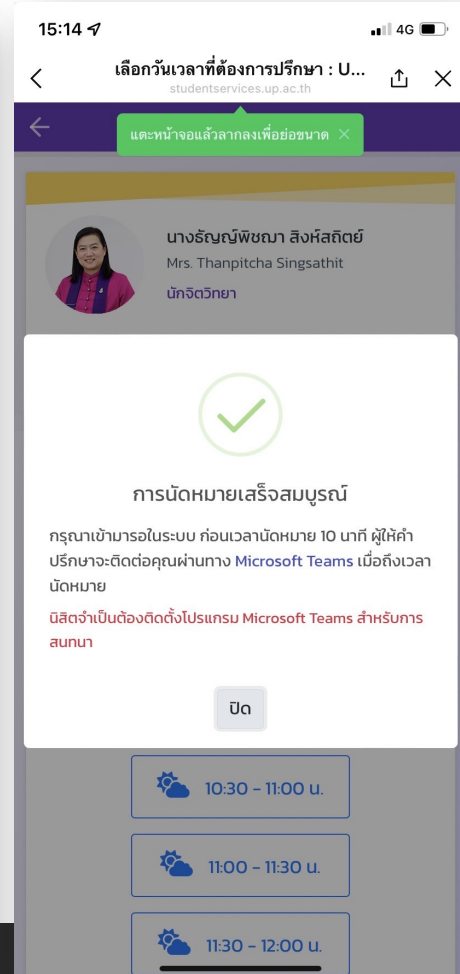 15:14
4G
เลือกวันเวลาที่ต้องการปรึกษา : U...
studentservices.up.ac.th
แตะหน้าจอแล้วลากลงเพื่อย่อขนาด ×
นางธัญญ์พิชฌา สิงห์สถิตย์
Mrs. Thanpitcha Singsathit
นักจิตวิทยา
การนัดหมายเสร็จสมบูรณ์
กรุณาเข้ามารอในระบบ ก่อนเวลานัดหมาย 10 นาที ผู้ให้คำ
ปรึกษาจะติดต่อคุณผ่านทาง Microsoft Teams เมื่อถึงเวลา
นัดหมาย
นิสิตจำเป็นต้องติดตั้งโปรแกรม Microsoft Teams สำหรับการ
สนทนา
ปิด
10:30 - 11:00 น.
11:00 - 11:30 น.
11:30 - 12:00 น.